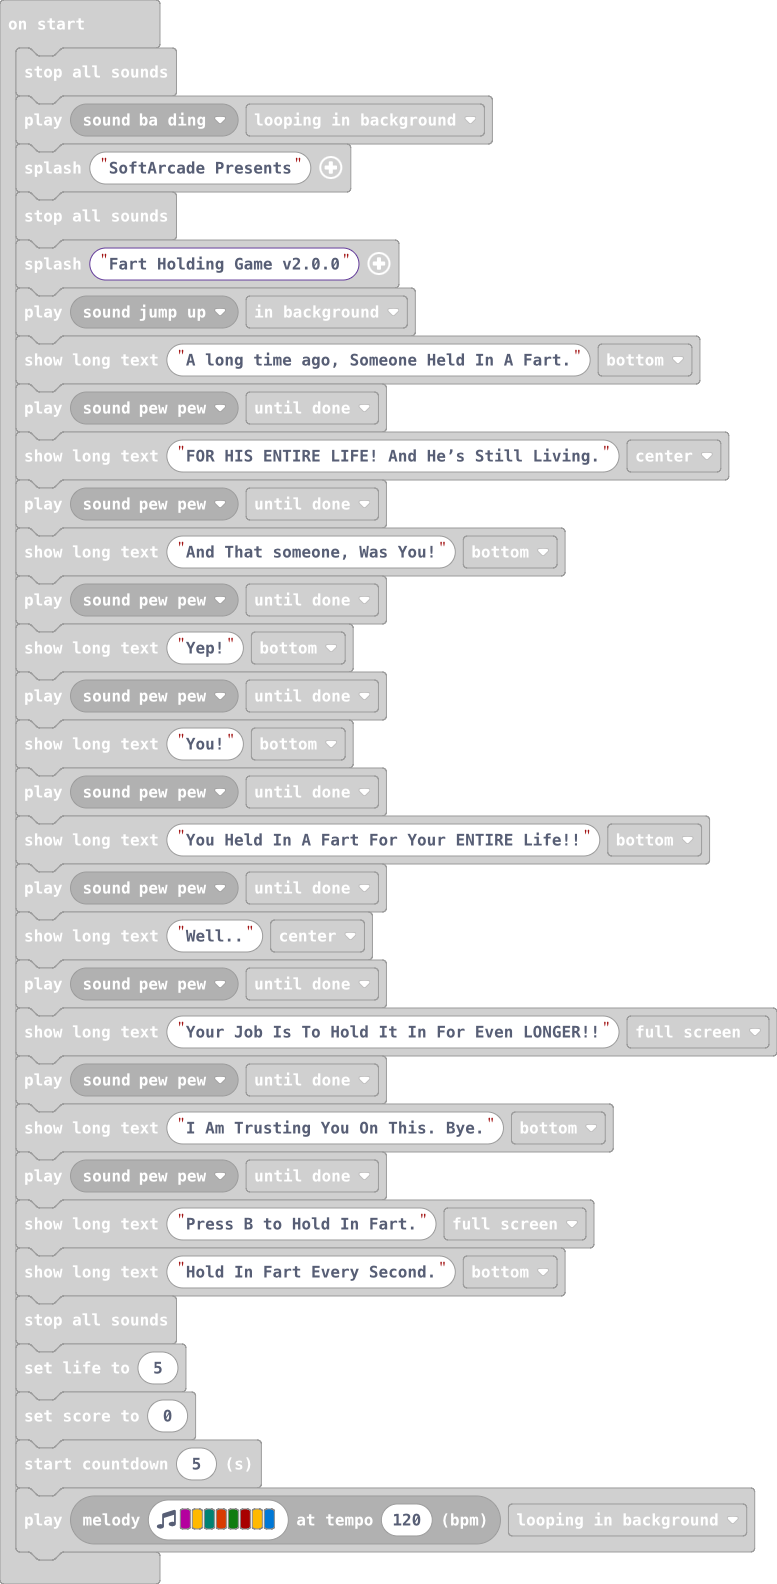 on start
stop all sounds
play sound ba ding looping in background
splash "SoftArcade Presents"
stop all sounds
splash "Fart Holding Game v2.0.0"
play sound jump up in background
show long text "A long time ago, Someone Held In A Fart." bottom
play sound pew pew until done
show long text "FOR HIS ENTIRE LIFE! And He’s Still Living." center
play sound pew pew until done
show long text "And That someone, Was You!" bottom
play sound pew pew until done
show long text "Yep!" bottom
play sound pew pew until done
show long text "You!" bottom
play sound pew pew until done
show long text "You Held In A Fart For Your ENTIRE Life!!" bottom
play sound pew pew until done
show long text "Well.." center
play sound pew pew until done
show long text "Your Job Is To Hold It In For Even LONGER!!" full screen
play sound pew pew until done
show long text "I Am Trusting You On This. Bye." bottom
play sound pew pew until done
show long text "Press B to Hold In Fart." full screen
show long text "Hold In Fart Every Second." bottom
stop all sounds
set life to 5
set score to 0
start countdown 5 (s)
play melody at tempo 120 (bpm) looping in background